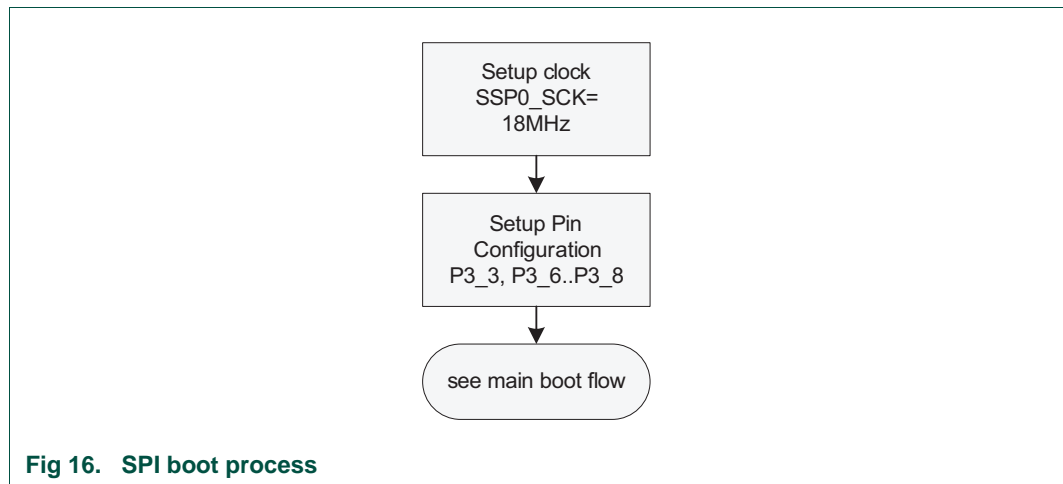 Setup clock
SSP0_SCK=
18MHz
Setup Pin
Configuration
P3_3, P3_6..P3_8
see main boot flow
Fig 16. SPI boot process